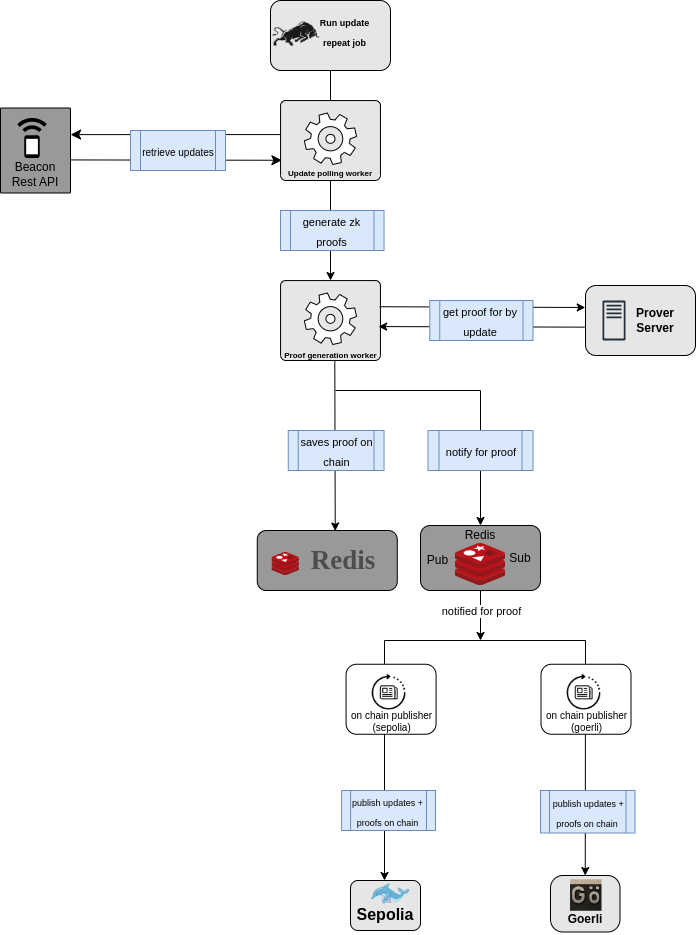 Run update
repeat job
Beacon
Rest API
retrieve updates
Update polling worker
generate zk
proofs
Proof generation worker
get proof for by
update
Prover
Server
saves proof on
chain
notify for proof
Redis
Redis
Pub
Sub
notified for proof
on chain publisher
(sepolia)
on chain publisher
(goerli)
publish updates +
proofs on chain
publish updates +
proofs on chain
Sepolia
Gö
Goerli